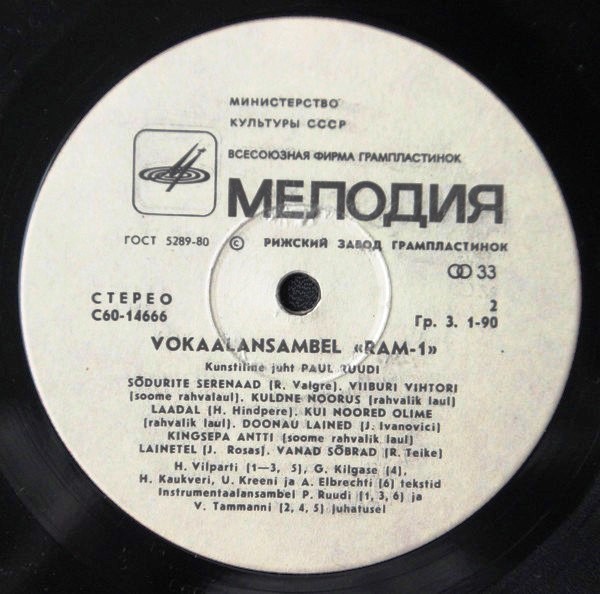 МИНИСТЕРСТВО
КУЛЬТУРЫ СССР
ВСЕСОЮЗНАЯ ФИРМА ГРАМПЛАСТИНОК
МЕЛОДИЯ
ГОСТ 5289-80 © РИЖСКИЙ ЗАВОД ГРАМПЛАСТИНОК
33
СТЕРЕО 2
С60-14666 Гр. 3. 1-90
VOKAALANSAMBEL «RAM-1»
Kunstiline juht PAUL RUUDI
SÕDURITE SERENAAD (R. Valgre). VIIBURI VIHTORI
(soome rahvalaul). KULDNE NOORUS (rahvalik laul)
LAADAL (H. Hindpere). KUI NOORED OLIME
(rahvalik laul). DOONAU LAINED (J. Ivanovici)
KINGSEPA ANTTI (soome rahvalik laul)
LAINETEL (J. Rosas). VANAD SÕBRAD (R. Teike)
H. Vilparti (1—3, 5), G. Kilgase (4),
H. Kaukveri, U. Kreeni ja A. Elbrechti (6) tekstid
Instrumentaalansambel P. Ruudi (1, 3, 6) ja
V. Tammanni (2, 4, 5) juhatusel